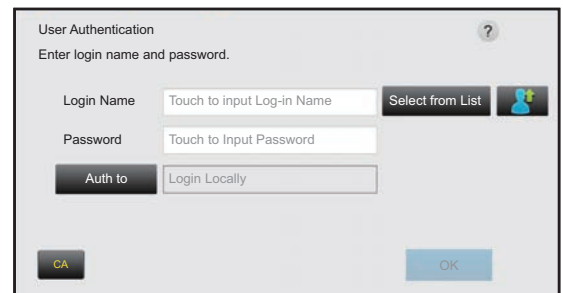 User Authentication
?
Enter login name and password.
Login Name
Touch to input Log-in Name
Select from List
Password
Touch to Input Password
Auth to
Login Locally
CA
OK